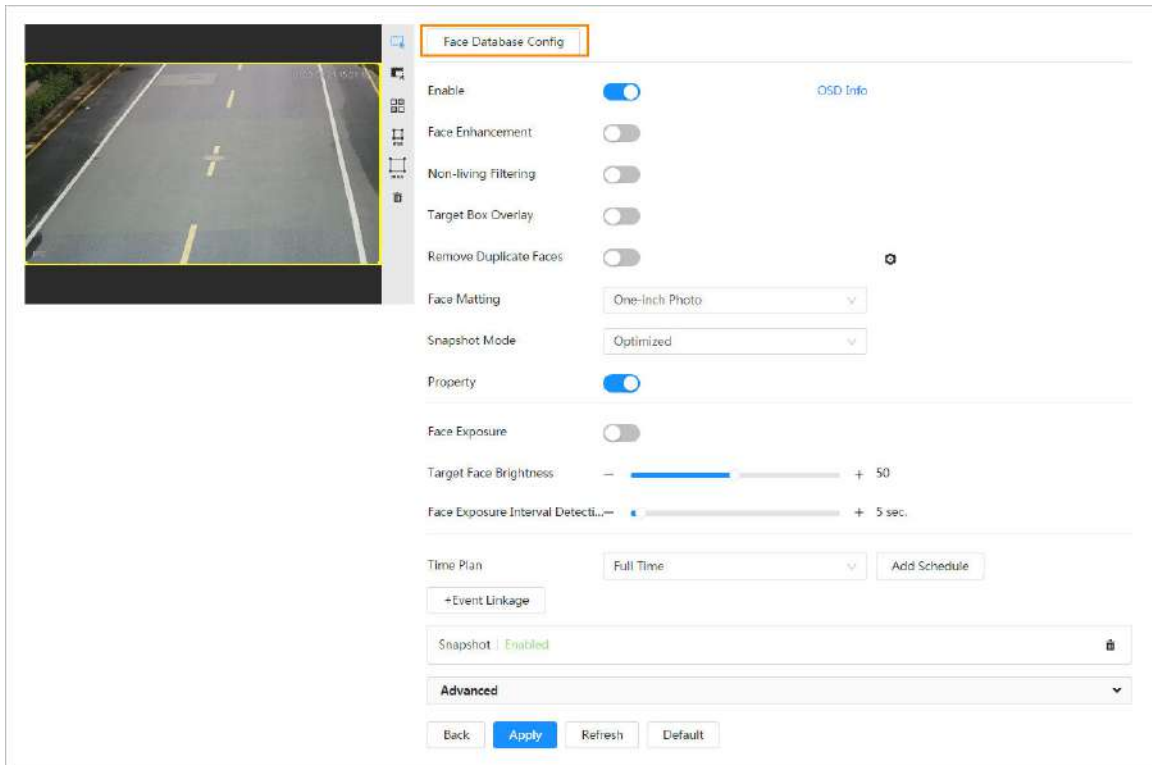 Face Database Config
Enable
OSD Info
Face Enhancement
Non-living Filtering
Target Box Overlay
Remove Duplicate Faces
Face Matting
One-inch Photo
Snapshot Mode
Optimized
Property
Face Exposure
Target Face Brightness
− + 50
Face Exposure Interval Detecti...
− + 5 sec.
Time Plan
Full Time
Add Schedule
+Event Linkage
Snapshot | Enabled
Advanced
Back
Apply
Refresh
Default